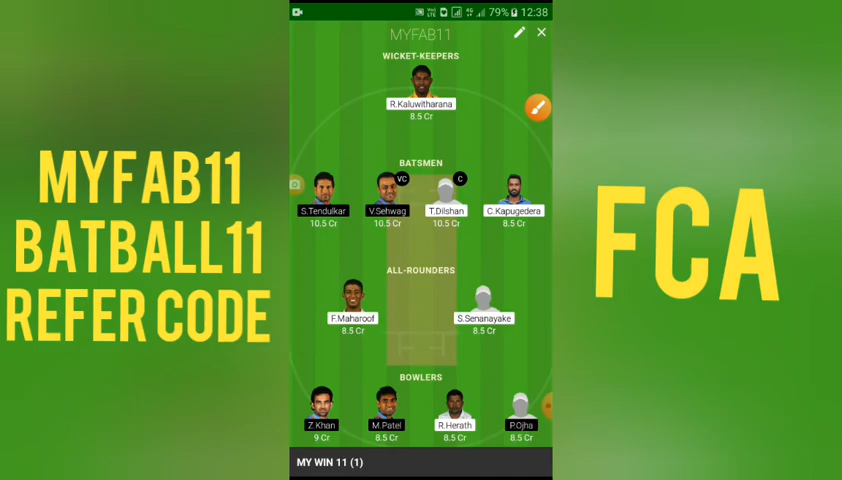 79% 12:38
MYFAB11
WICKET-KEEPERS
R.Kaluwitharana
8.5 Cr
BATSMEN
VC C
S.Tendulkar V.Sehwag T.Dilshan C.Kapugedera
10.5 Cr 10.5 Cr 10.5 Cr 8.5 Cr
ALL-ROUNDERS
F.Maharoof S.Senanayake
8.5 Cr 8.5 Cr
BOWLERS
Z.Khan M.Patel R.Herath P.Ojha
9 Cr 8.5 Cr 8.5 Cr 8.5 Cr
MY WIN 11 (1)
MYFAB11
BATBALL11
REFER CODE
FCA